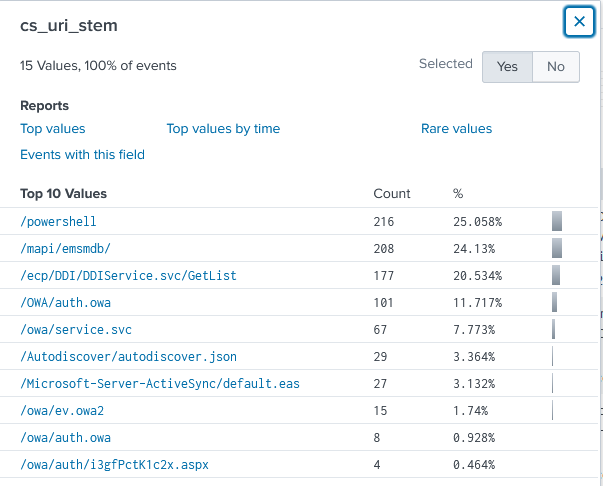 cs_uri_stem
15 Values, 100% of events Selected Yes No
Reports
Top values Top values by time Rare values
Events with this field
Top 10 Values Count %
/powershell 216 25.058%
/mapi/emsmdb/ 208 24.13%
/ecp/DDI/DDIService.svc/GetList 177 20.534%
/OWA/auth.owa 101 11.717%
/owa/service.svc 67 7.773%
/Autodiscover/autodiscover.json 29 3.364%
/Microsoft-Server-ActiveSync/default.eas 27 3.132%
/owa/ev.owa2 15 1.74%
/owa/auth.owa 8 0.928%
/owa/auth/i3gfPctK1c2x.aspx 4 0.464%